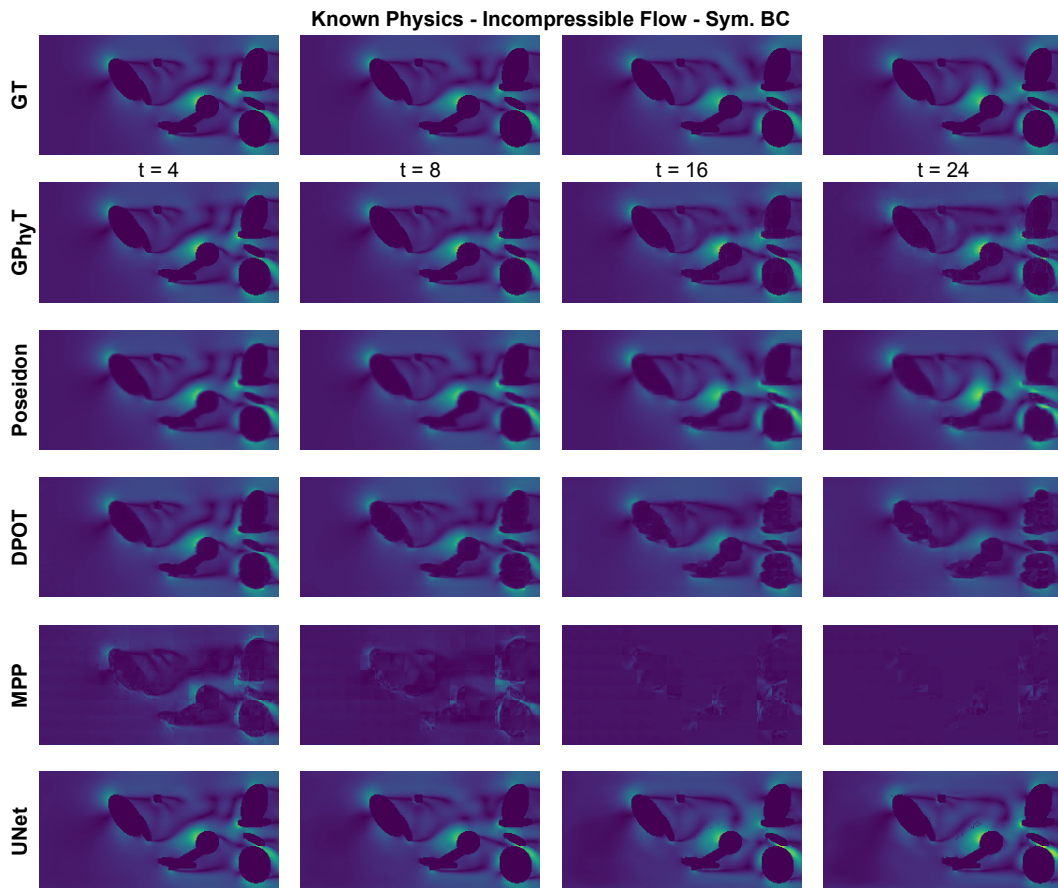 Known Physics - Incompressible Flow - Sym. BC
GT
t = 4
t = 8
t = 16
t = 24
GPhyT
Poseidon
DPOT
MPP
UNet